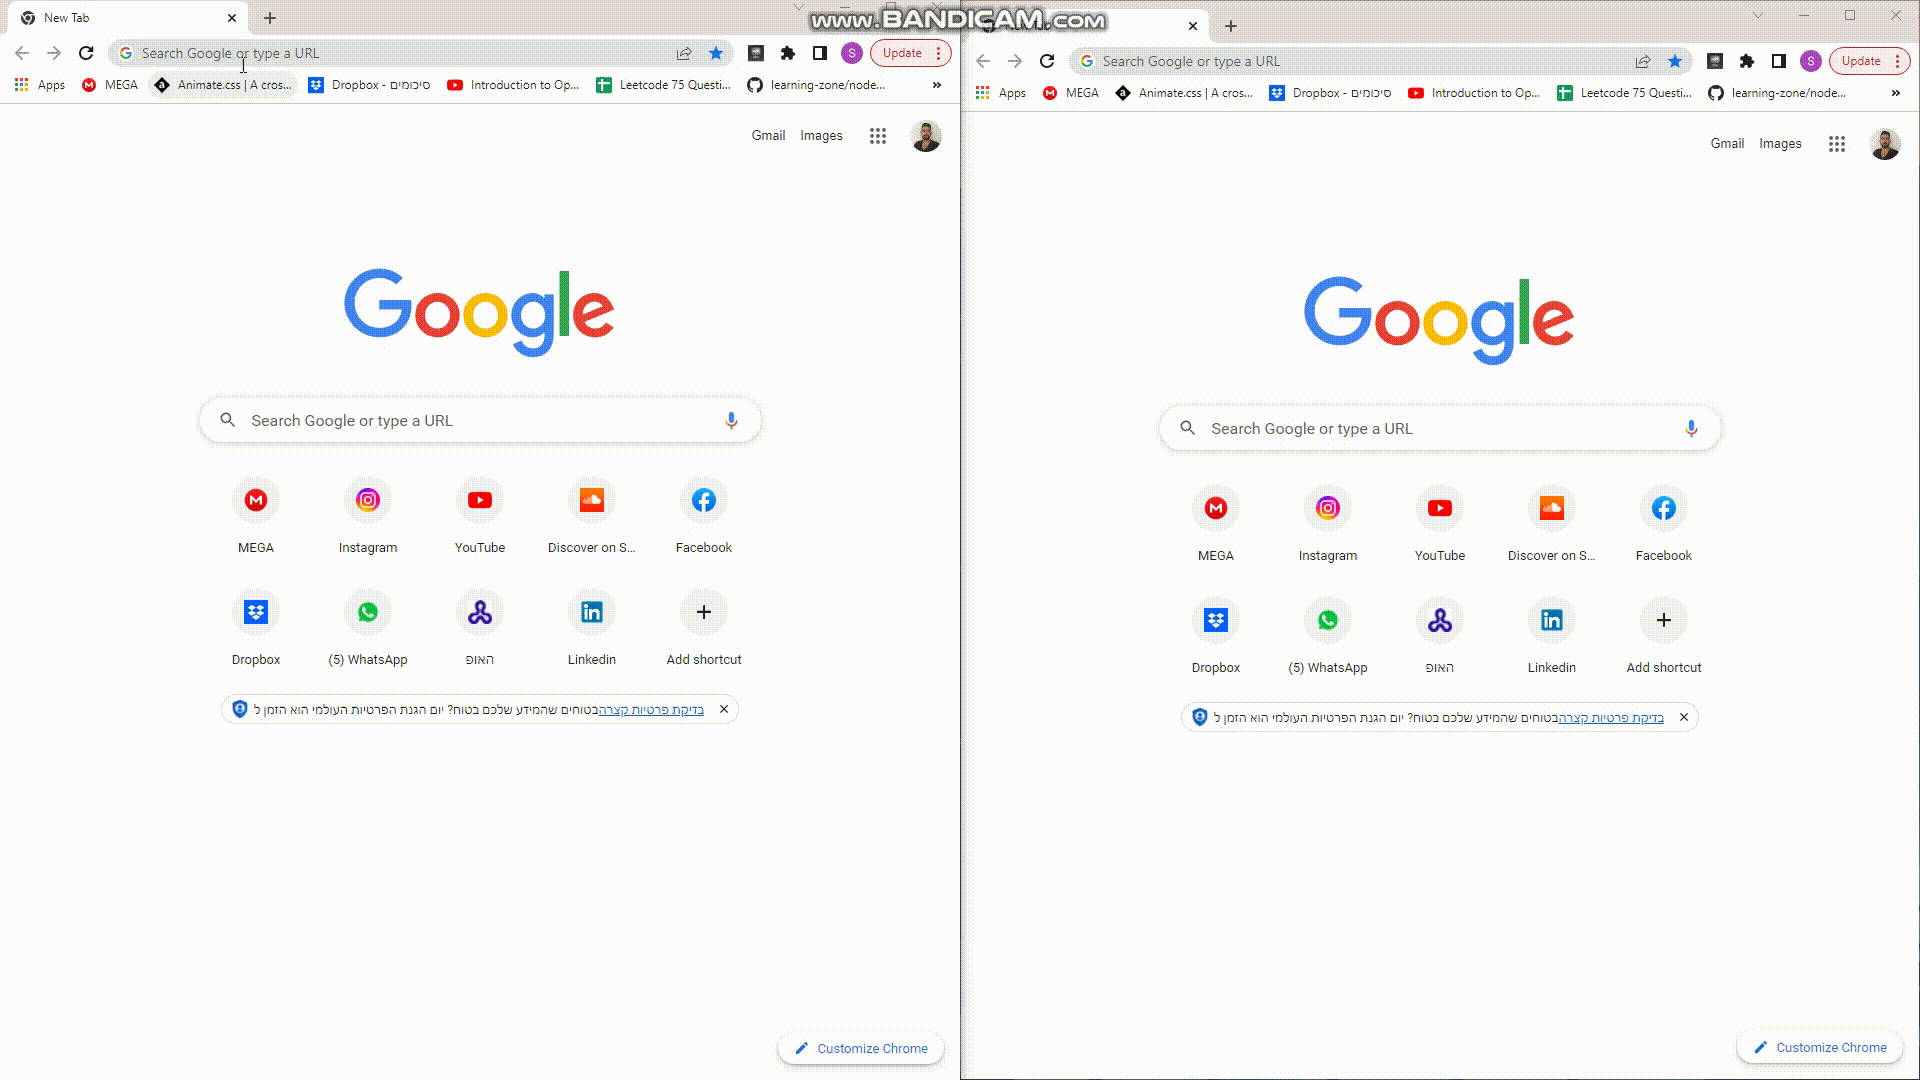 New Tab
www.BANDICAM.com
Search Google or type a URL
S
Update
Apps
MEGA
Animate.css | A cros...
Dropbox - סיכומים
Introduction to Op...
Leetcode 75 Questi...
learning-zone/node...
»
Gmail
Images
Google
Search Google or type a URL
MEGA
Instagram
YouTube
Discover on S...
Facebook
Dropbox
(5) WhatsApp
האופ
Linkedin
Add shortcut
בטוחים שהמידע שלכם בטוח? יום הגנת הפרטיות העולמי הוא הזמן ל בדיקת פרטיות קצרה
Customize Chrome
Search Google or type a URL
S
Update
Apps
MEGA
Animate.css | A cros...
Dropbox - סיכומים
Introduction to Op...
Leetcode 75 Questi...
learning-zone/node...
»
Gmail
Images
Google
Search Google or type a URL
MEGA
Instagram
YouTube
Discover on S...
Facebook
Dropbox
(5) WhatsApp
האופ
Linkedin
Add shortcut
בטוחים שהמידע שלכם בטוח? יום הגנת הפרטיות העולמי הוא הזמן ל בדיקת פרטיות קצרה
Customize Chrome